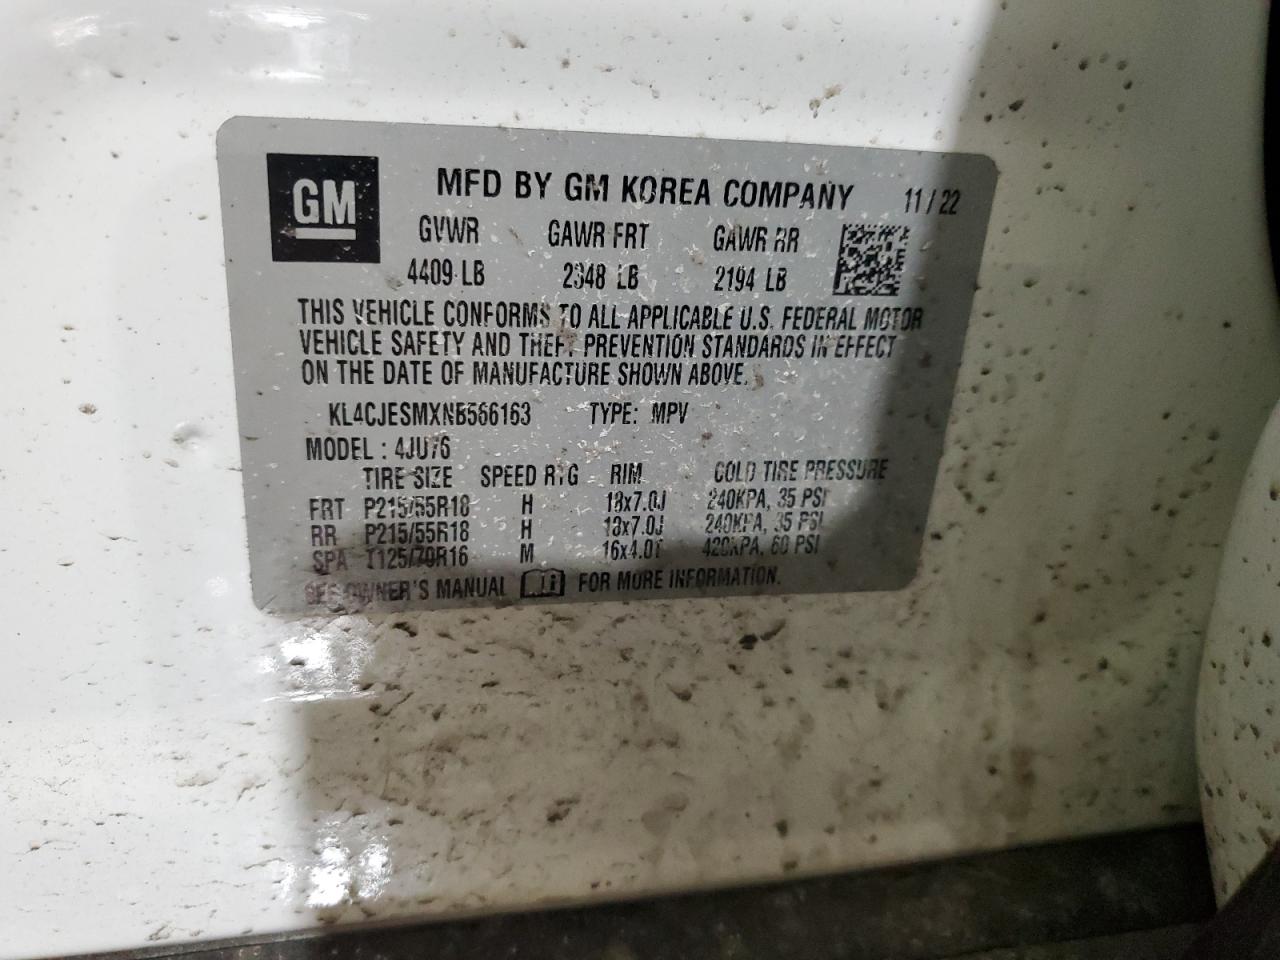 GM
MFD BY GM KOREA COMPANY 11/22
GVWR GAWR FRT GAWR RR
4409 LB 2348 LB 2194 LB
THIS VEHICLE CONFORMS TO ALL APPLICABLE U.S. FEDERAL MOTOR
VEHICLE SAFETY AND THEFT PREVENTION STANDARDS IN EFFECT
ON THE DATE OF MANUFACTURE SHOWN ABOVE.
TYPE: MPV
MODEL: 4JU76
TIRE SIZE SPEED RTG RIM COLD TIRE PRESSURE
FRT P215/55R18 H 18x7.0J 240KPA, 35 PSI
RR P215/55R18 H 18x7.0J 240KPA, 35 PSI
SPA T125/70R16 M 16x4.0T 420KPA, 60 PSI
SEE OWNER'S MANUAL FOR MORE INFORMATION.